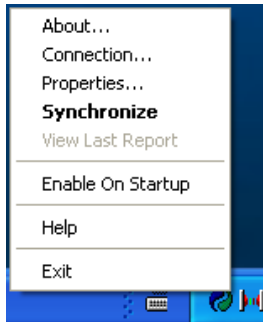 About...
Connection...
Properties...
Synchronize
View Last Report
Enable On Startup
Help
Exit